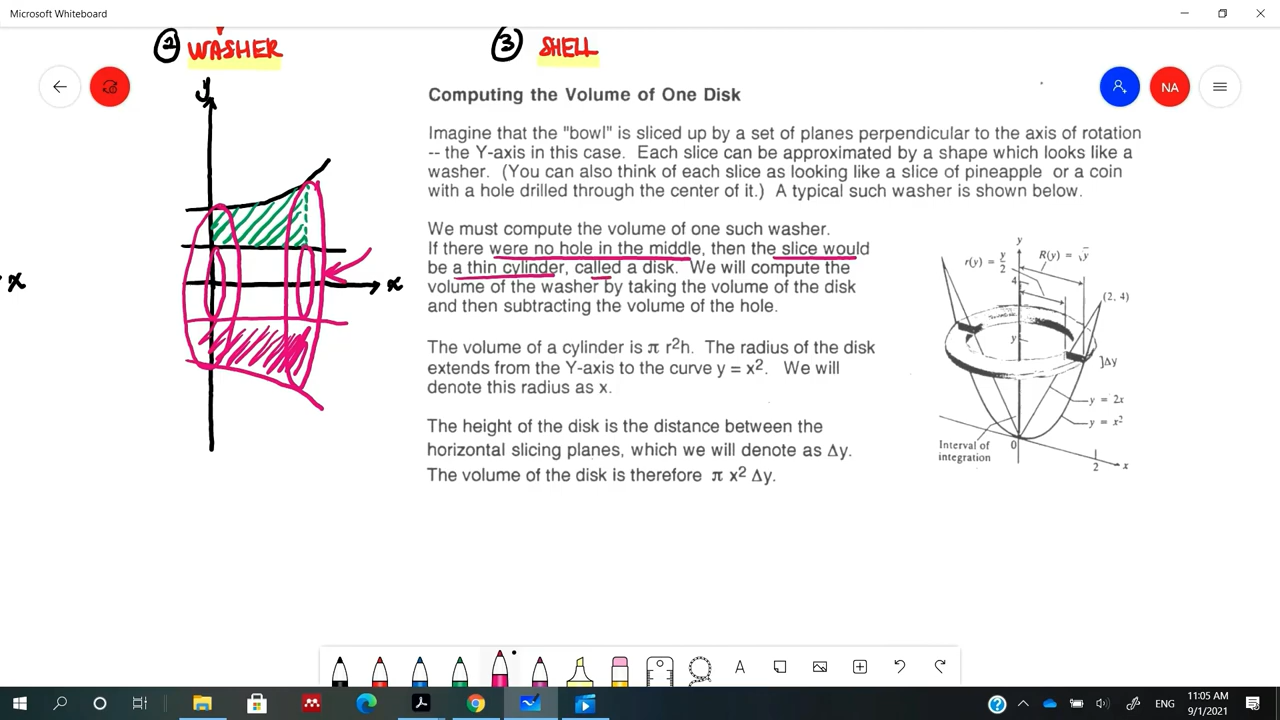 Microsoft Whiteboard
② WASHER
③ SHELL
NA
y
x
x
Computing the Volume of One Disk
Imagine that the "bowl" is sliced up by a set of planes perpendicular to the axis of rotation
-- the Y-axis in this case. Each slice can be approximated by a shape which looks like a
washer. (You can also think of each slice as looking like a slice of pineapple or a coin
with a hole drilled through the center of it.) A typical such washer is shown below.
We must compute the volume of one such washer.
If there were no hole in the middle, then the slice would
be a thin cylinder, called a disk. We will compute the
volume of the washer by taking the volume of the disk
and then subtracting the volume of the hole.
The volume of a cylinder is π r²h. The radius of the disk
extends from the Y-axis to the curve y = x². We will
denote this radius as x.
The height of the disk is the distance between the
horizontal slicing planes, which we will denote as Δy.
The volume of the disk is therefore π x² Δy.
y
r(y) = y/2
R(y) = √y
4
(2, 4)
y
]Δy
y = 2x
y = x²
Interval of
integration
0
2
x
A
ENG
11:05 AM
9/1/2021